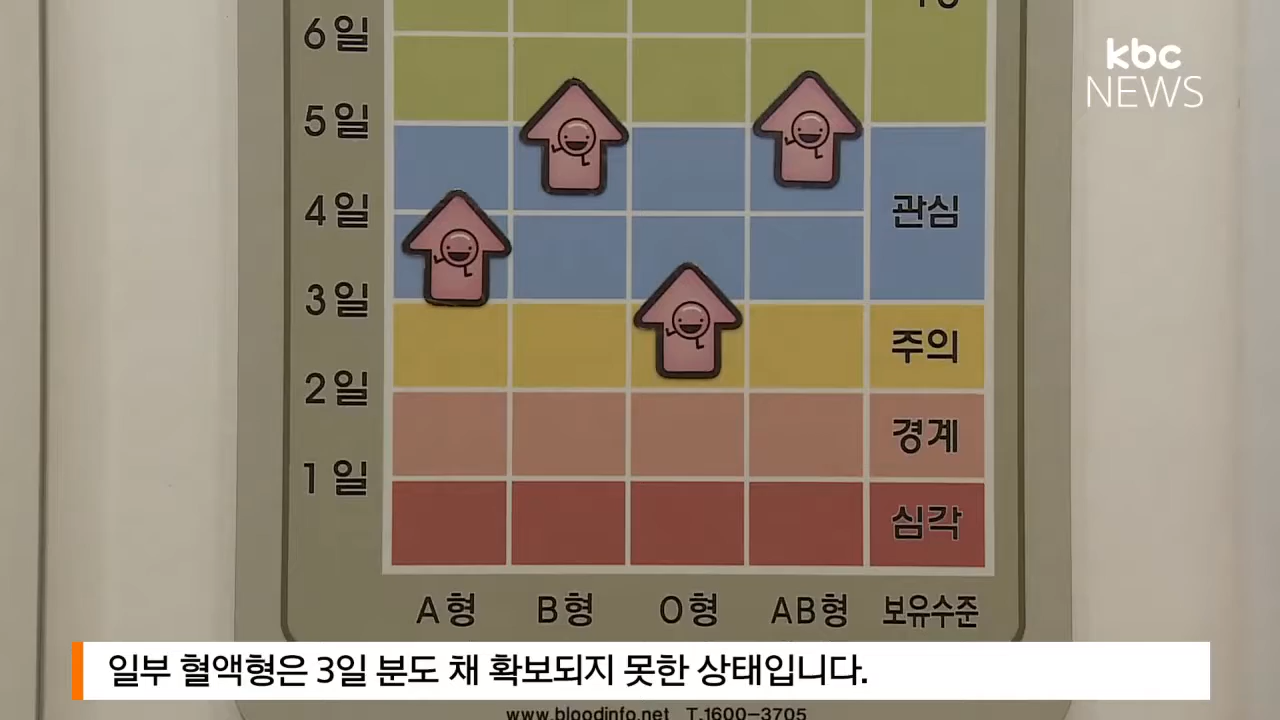 kbc
NEWS
6일
5일
4일
관심
3일
주의
2일
경계
1일
심각
A형 B형 O형 AB형 보유수준
일부 혈액형은 3일 분도 채 확보되지 못한 상태입니다.
www.bloodinfo.net T.1600-3705